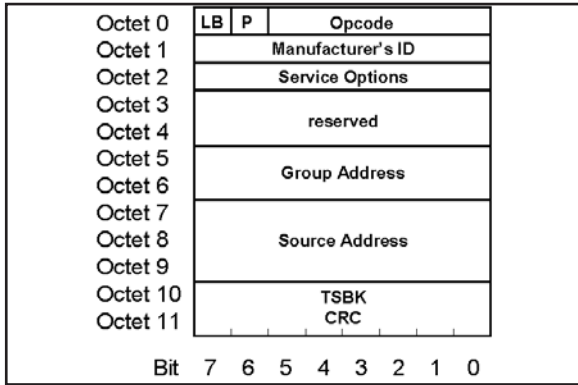 Octet 0 LB P Opcode
Octet 1 Manufacturer's ID
Octet 2 Service Options
Octet 3
reserved
Octet 4
Octet 5
Group Address
Octet 6
Octet 7
Octet 8 Source Address
Octet 9
Octet 10 TSBK
Octet 11 CRC
Bit 7 6 5 4 3 2 1 0